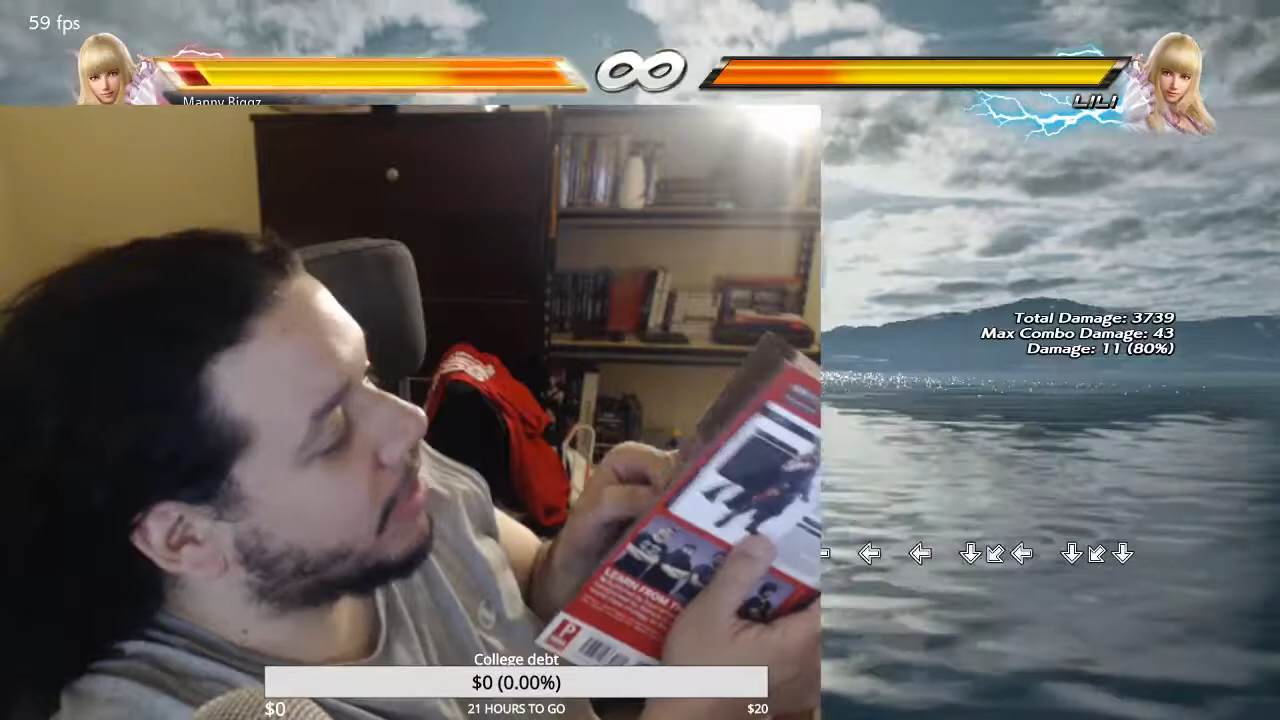 59 fps
Manny Biggz
LILI
Total Damage: 3739
Max Combo Damage: 43
Damage: 11 (80%)
LEARN FROM
P
College debt
$0 (0.00%)
$0
21 HOURS TO GO
$20